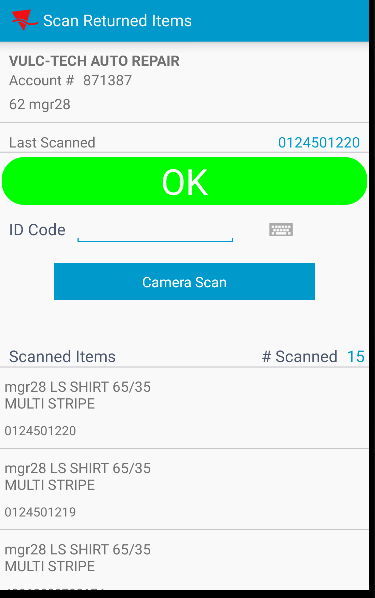 Scan Returned Items
VULC-TECH AUTO REPAIR
Account # 871387
62 mgr28
Last Scanned 0124501220
OK
ID Code
Camera Scan
Scanned Items # Scanned 15
mgr28 LS SHIRT 65/35
MULTI STRIPE
0124501220
mgr28 LS SHIRT 65/35
MULTI STRIPE
0124501219
mgr28 LS SHIRT 65/35
MULTI STRIPE